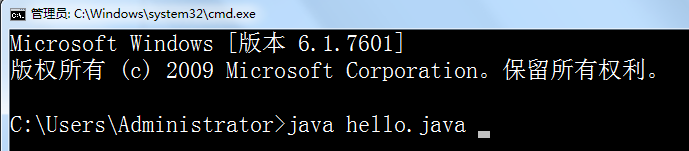 管理员: C:\Windows\system32\cmd.exe
Microsoft Windows [版本 6.1.7601]
版权所有 (c) 2009 Microsoft Corporation。保留所有权利。
C:\Users\Administrator>java hello.java